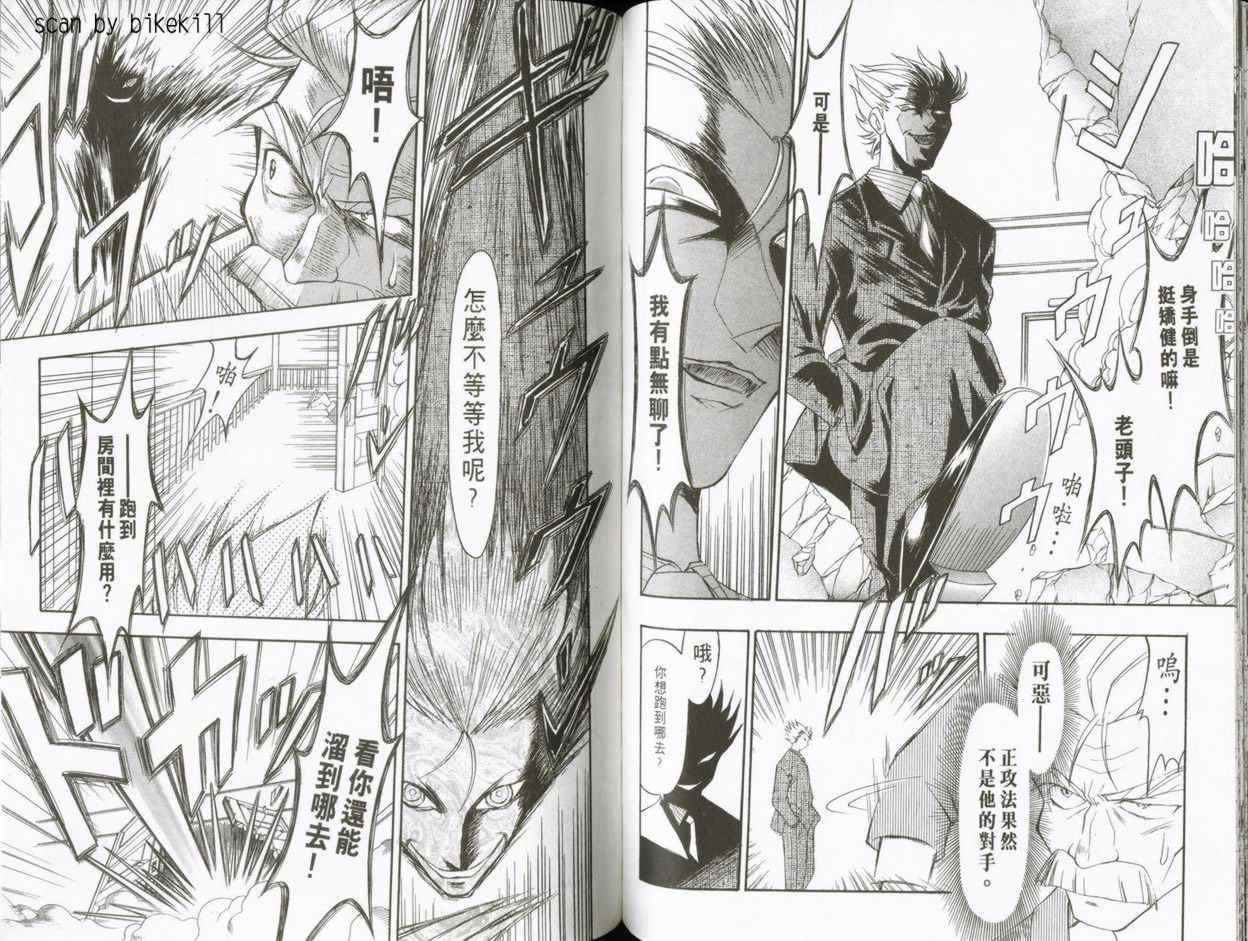 scan by bikekill
哈
哈
哈
哈
身手倒是
挺矯健的嘛！
老頭子！
啪
啦…
可是——
我有點無聊了！
嗚…
可惡——
正攻法果然
不是他的對手。
哦？
你想跑到哪去？
怎麼不等等我呢？
唔！
啪！
——跑到
房間裡有什麼用？
看你還能
溜到哪去！